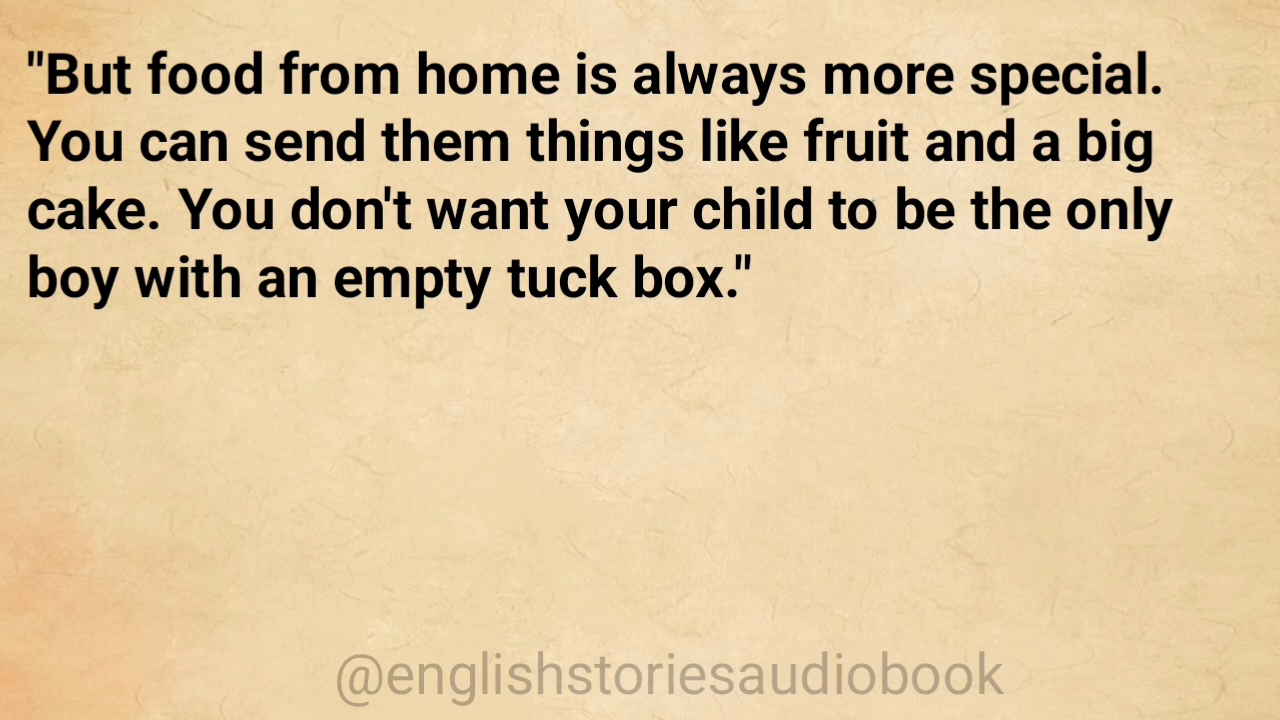 "But food from home is always more special.
You can send them things like fruit and a big
cake. You don't want your child to be the only
boy with an empty tuck box."
@englishstoriesaudiobook